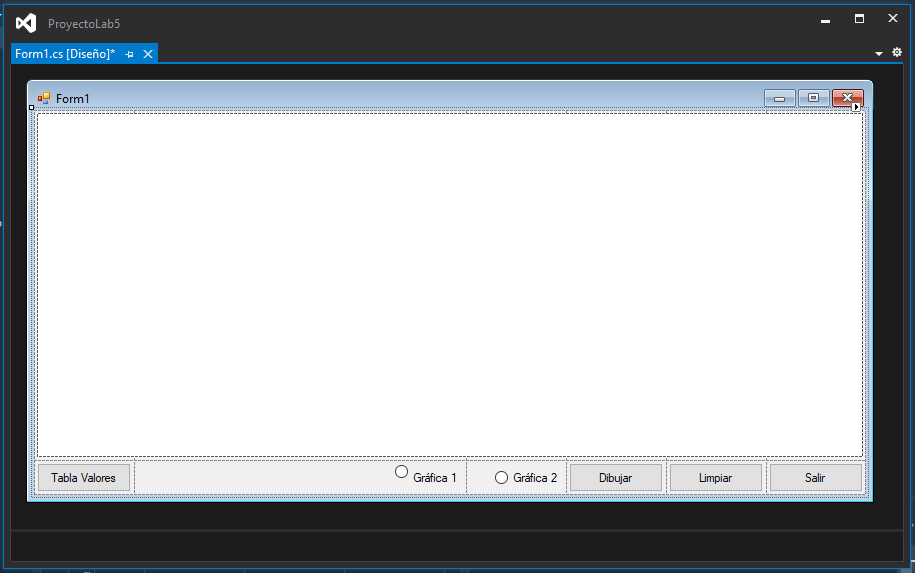 ProyectoLab5
Form1.cs [Diseño]*
Form1
Tabla Valores
Gráfica 1
Gráfica 2
Dibujar
Limpiar
Salir